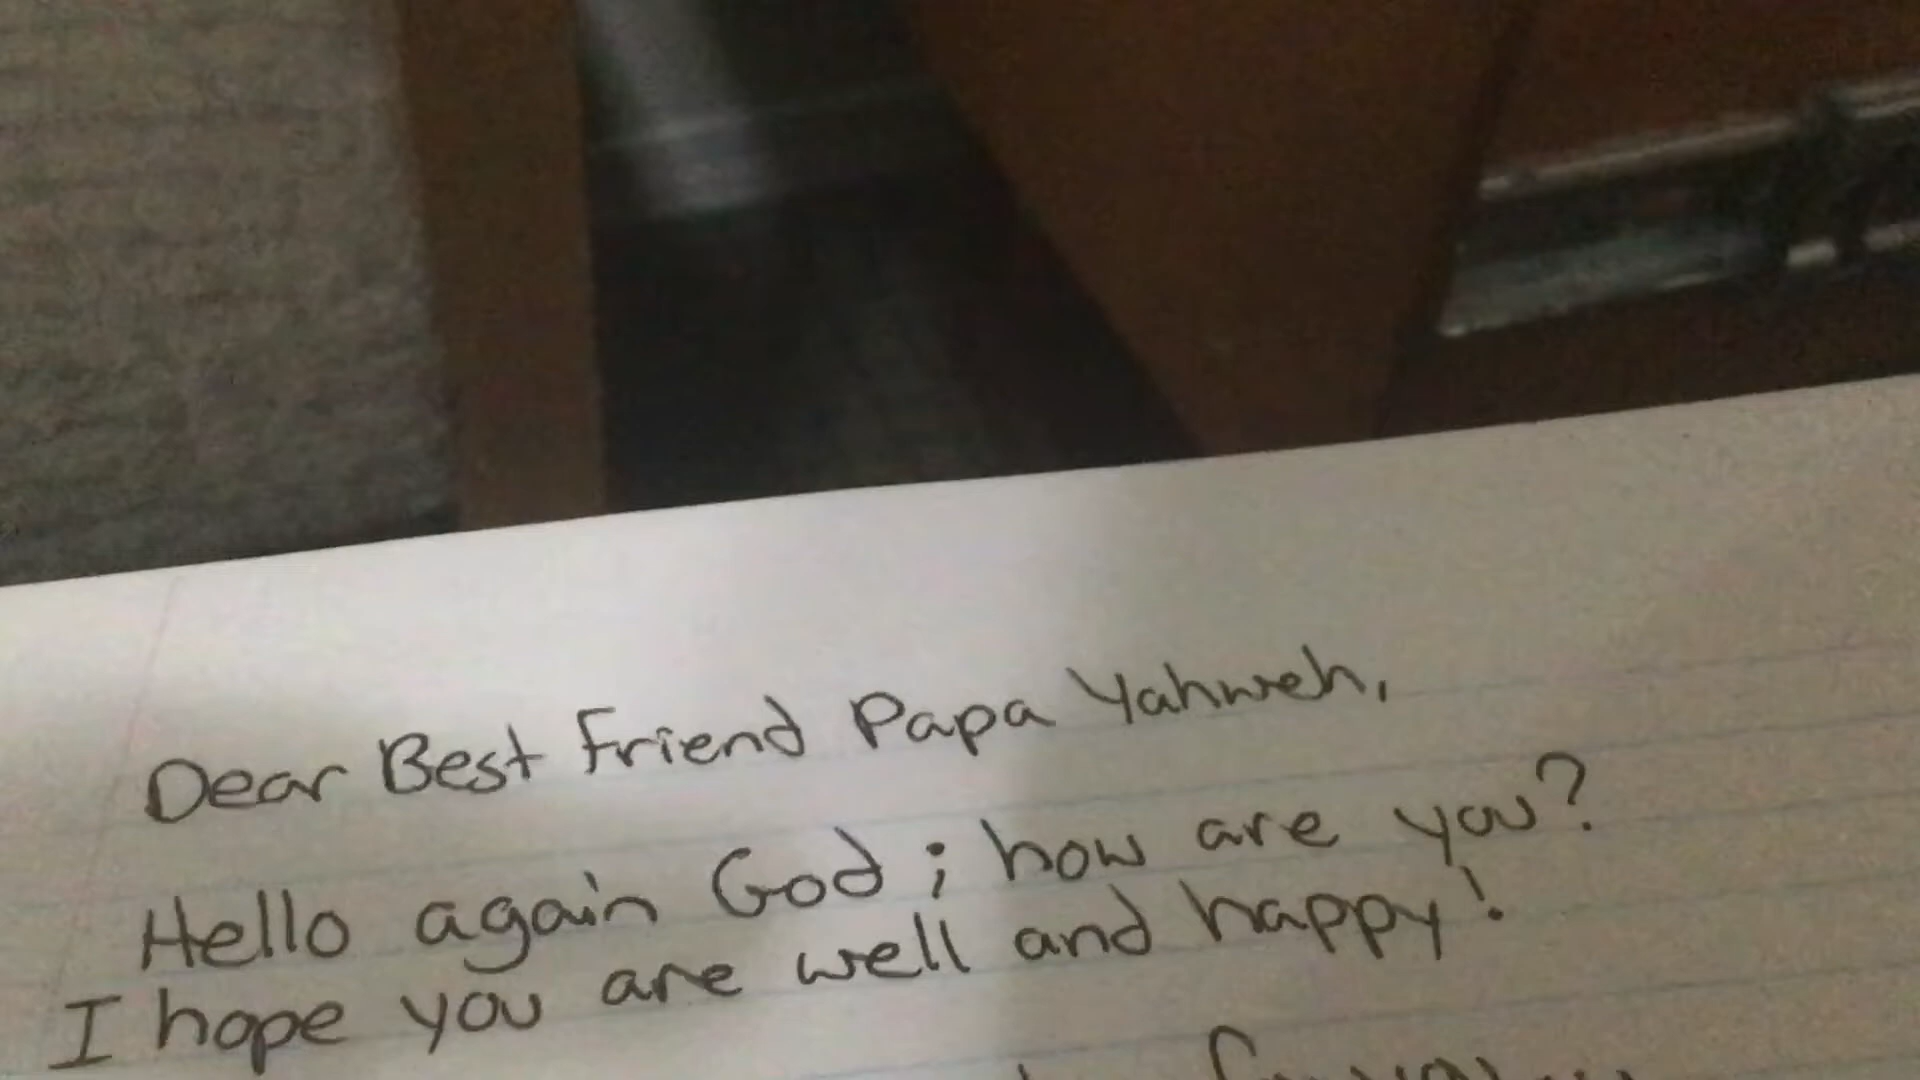 Dear Best Friend Papa Yahweh,
Hello again God; how are you?
I hope you are well and happy!